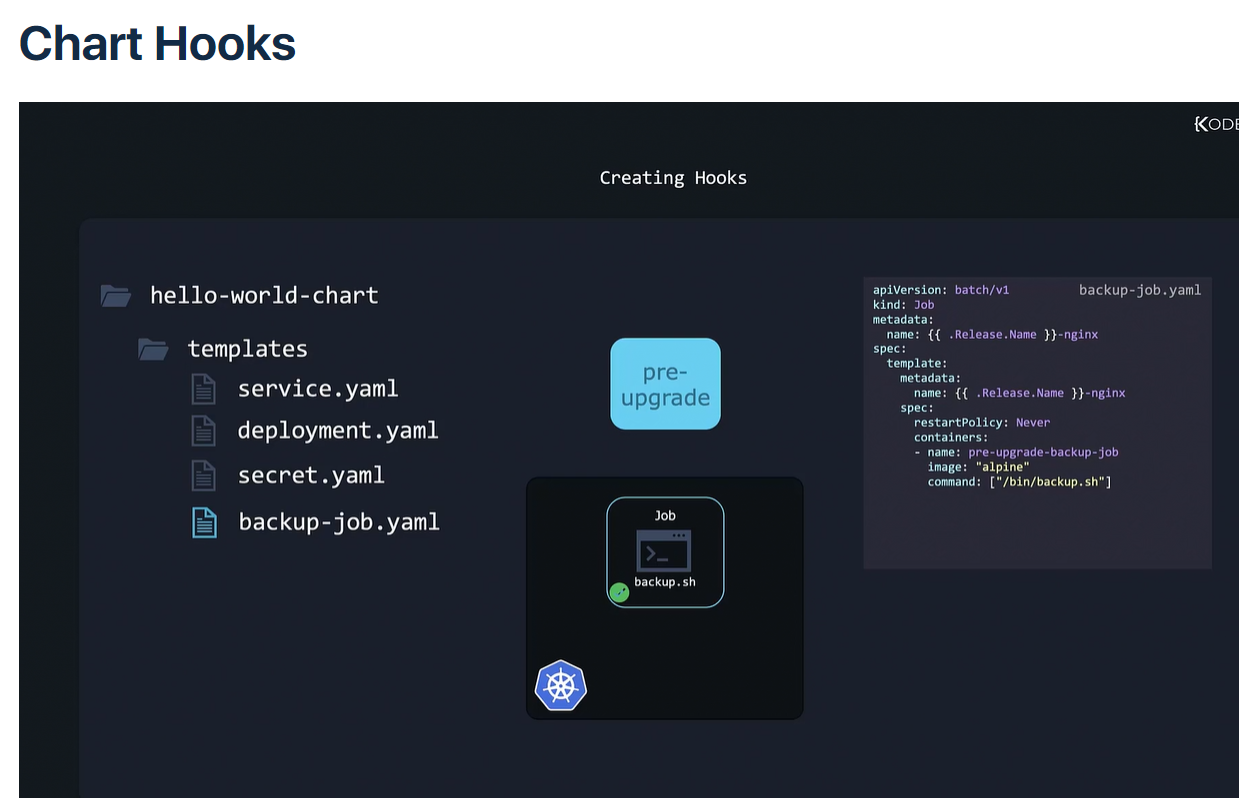 Chart Hooks
KODE
Creating Hooks
hello-world-chart
templates
service.yaml
deployment.yaml
secret.yaml
backup-job.yaml
pre-
upgrade
Job
backup.sh
backup-job.yaml
apiVersion: batch/v1
kind: Job
metadata:
  name: {{ .Release.Name }}-nginx
spec:
  template:
    metadata:
      name: {{ .Release.Name }}-nginx
    spec:
      restartPolicy: Never
      containers:
      - name: pre-upgrade-backup-job
        image: "alpine"
        command: ["/bin/backup.sh"]